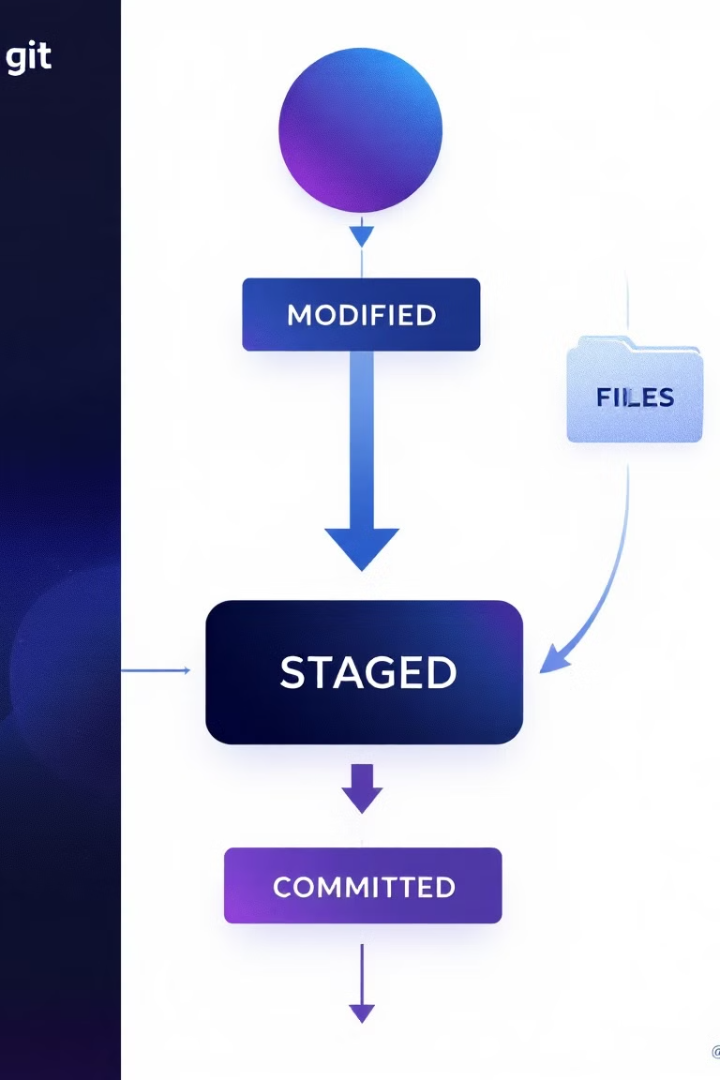 git
MODIFIED
FILES
STAGED
COMMITTED
@